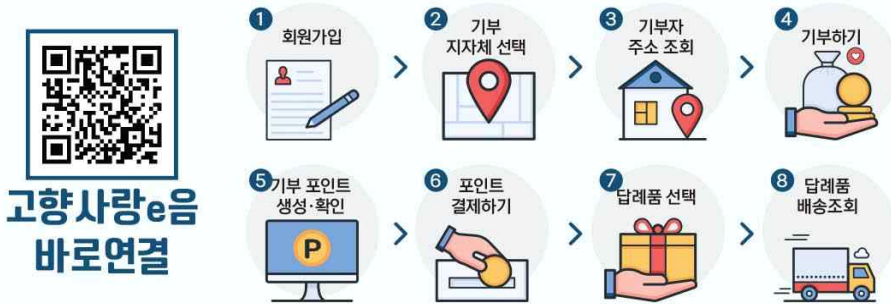 고향사랑e음
바로연결
1
회원가입
2
기부
지자체 선택
3
기부자
주소 조회
4
기부하기
5
기부 포인트
생성·확인
P
6
포인트
결제하기
7
답례품 선택
8
답례품
배송조회